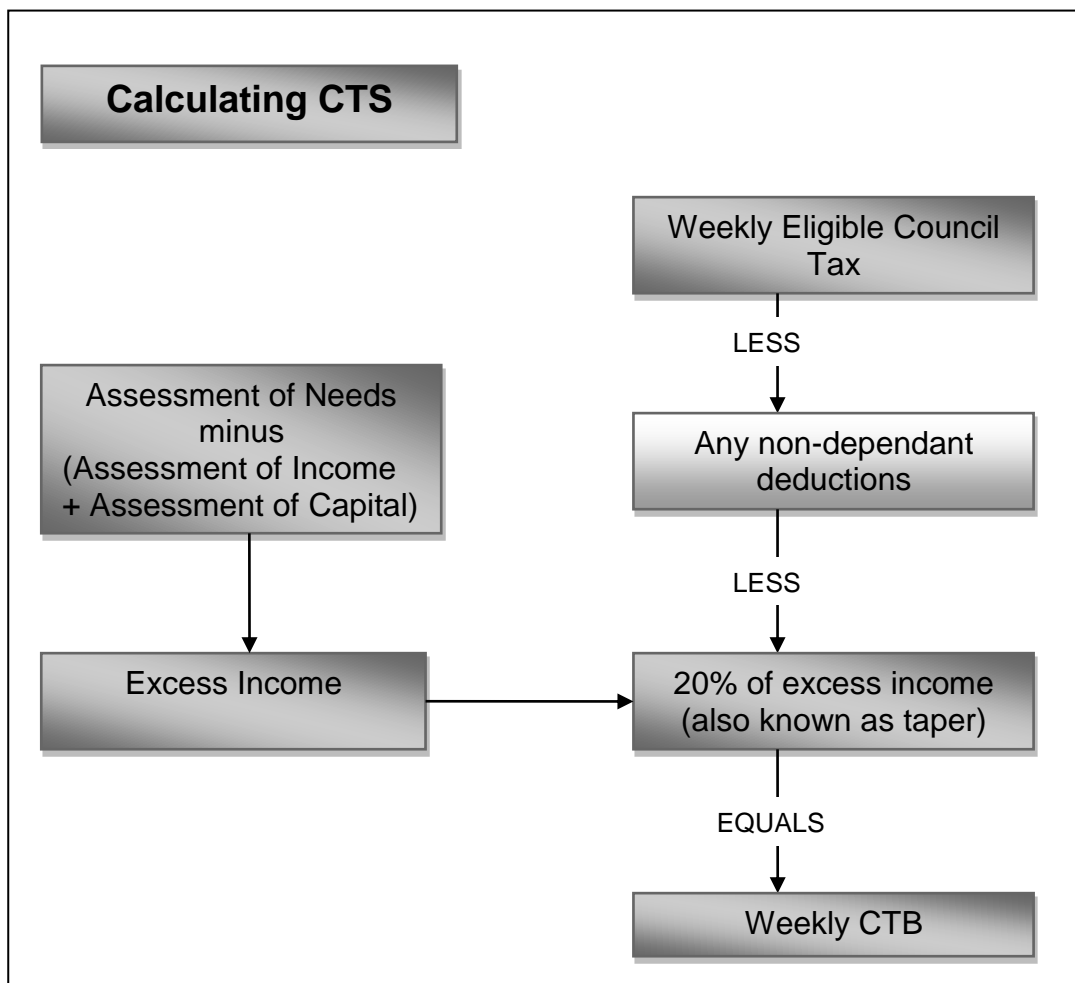 Calculating CTS
Weekly Eligible Council
Tax
LESS
Assessment of Needs
minus
(Assessment of Income
+ Assessment of Capital)
Any non-dependant
deductions
LESS
Excess Income
20% of excess income
(also known as taper)
EQUALS
Weekly CTB